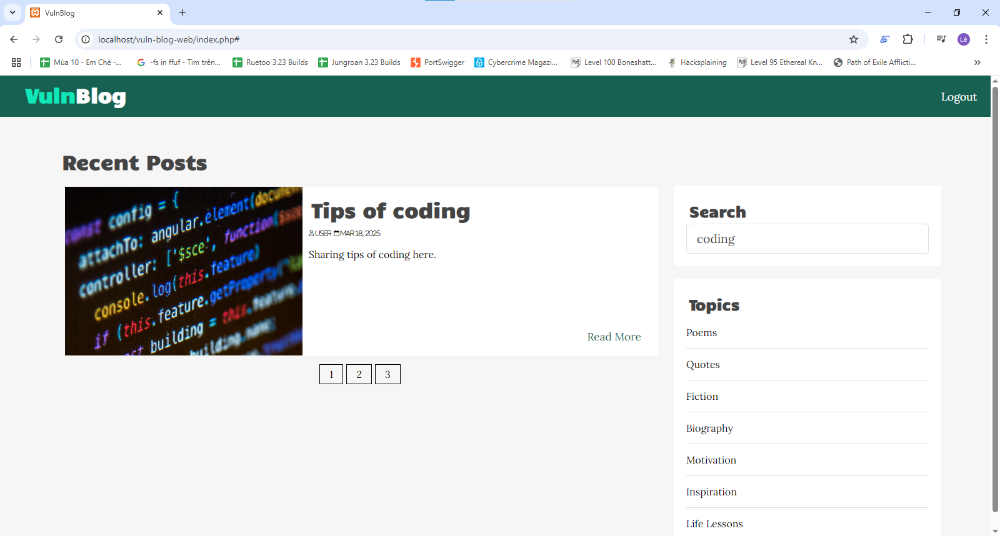 VulnBlog
localhost/vuln-blog-web/index.php#
Lê
Mùa 10 - Em Chè -...
-fs in ffuf - Tìm trên...
Ruetoo 3.23 Builds
Jungroan 3.23 Builds
PortSwigger
Cybercrime Magazi...
Level 100 Boneshatt...
Hacksplaining
Level 95 Ethereal Kn...
Path of Exile Afflicti...
VulnBlog
Logout
Recent Posts
const config = {
attachTo: angular.element(docume
controller: ['$sce', function(
console.log(this.feature)
this.feature.getProperty(
if (this.feature,
building = this.
building.name)
Tips of coding
USER MAR 18, 2025
Sharing tips of coding here.
Read More
1 2 3
Search
coding
Topics
Poems
Quotes
Fiction
Biography
Motivation
Inspiration
Life Lessons